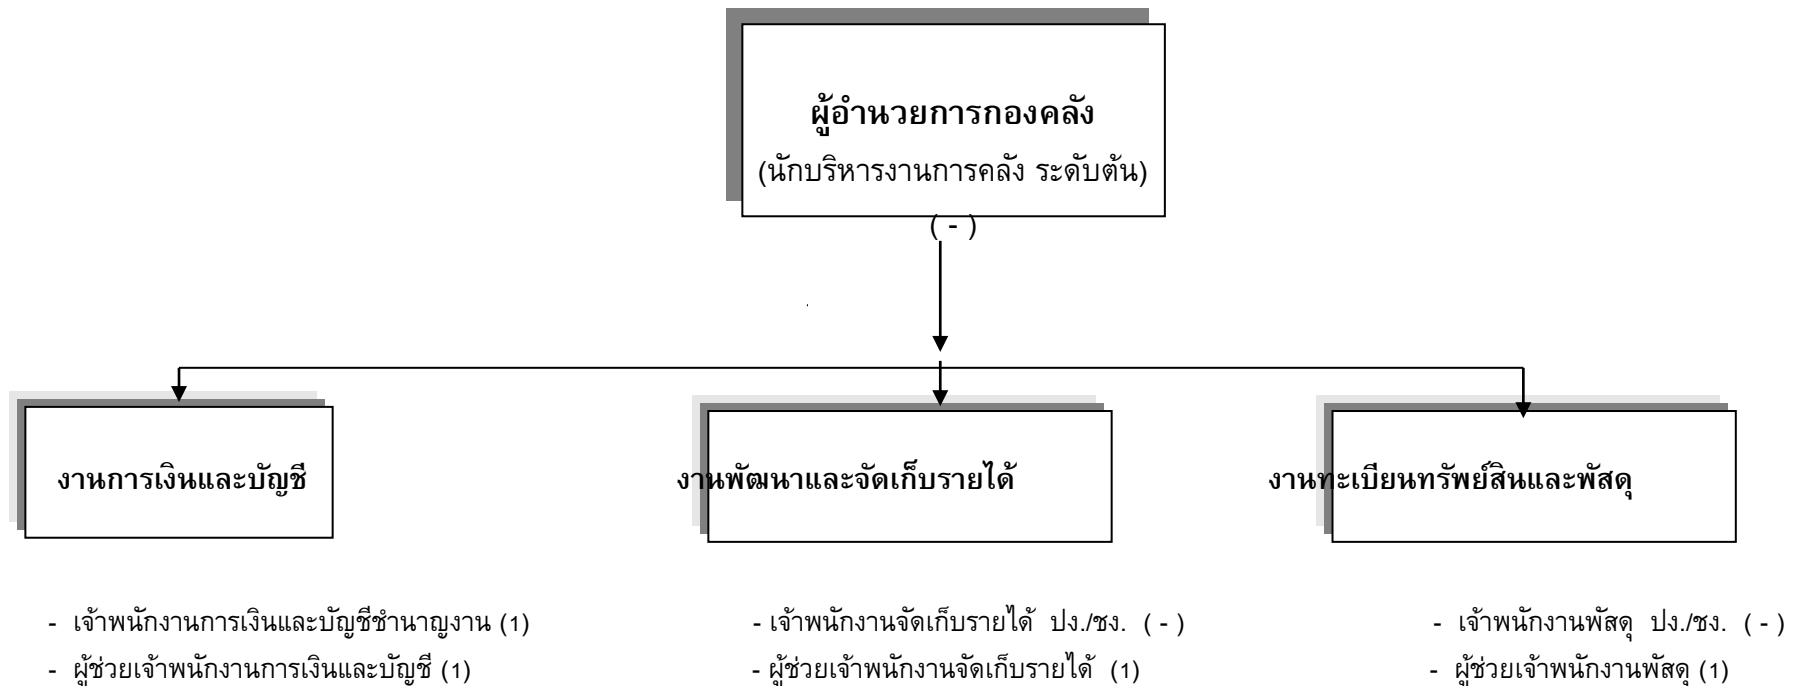 ผู้อำนวยการกองคลัง
(นักบริหารงานการคลัง ระดับต้น)
( - )
งานการเงินและบัญชี
งานพัฒนาและจัดเก็บรายได้
งานทะเบียนทรัพย์สินและพัสดุ
- เจ้าพนักงานการเงินและบัญชีชำนาญงาน (1)
- ผู้ช่วยเจ้าพนักงานการเงินและบัญชี (1)
- เจ้าพนักงานจัดเก็บรายได้ ปง./ชง. ( - )
- ผู้ช่วยเจ้าพนักงานจัดเก็บรายได้ (1)
- เจ้าพนักงานพัสดุ ปง./ชง. ( - )
- ผู้ช่วยเจ้าพนักงานพัสดุ (1)